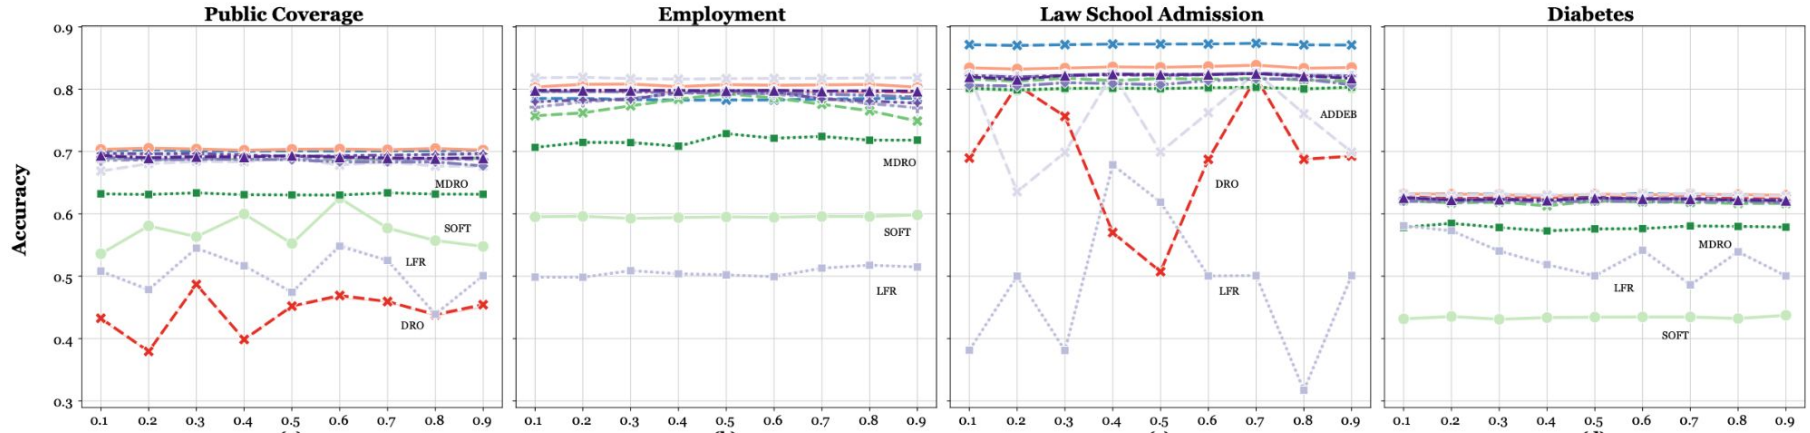 Public Coverage
Employment
Law School Admission
Diabetes
Accuracy
0.9
0.8
0.7
0.6
0.5
0.4
0.3
MDRO
SOFT
LFR
DRO
0.1 0.2 0.3 0.4 0.5 0.6 0.7 0.8 0.9
MDRO
SOFT
LFR
0.1 0.2 0.3 0.4 0.5 0.6 0.7 0.8 0.9
ADDEB
DRO
LFR
0.1 0.2 0.3 0.4 0.5 0.6 0.7 0.8 0.9
MDRO
LFR
SOFT
0.1 0.2 0.3 0.4 0.5 0.6 0.7 0.8 0.9